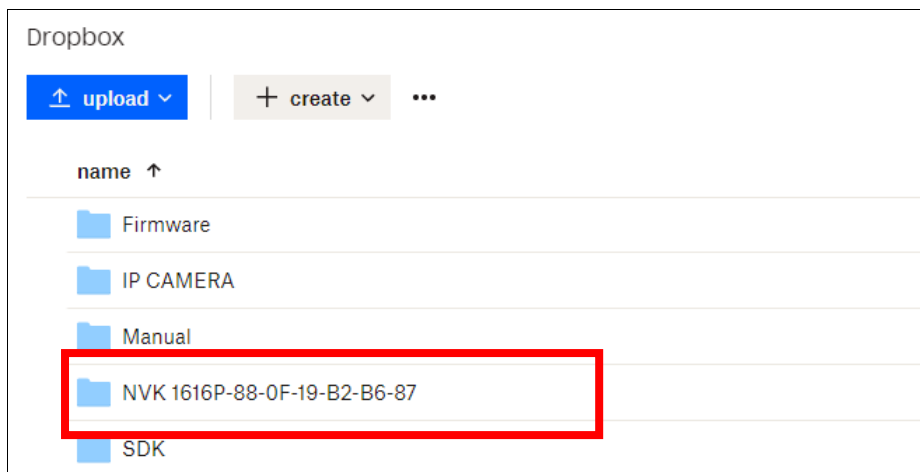 Dropbox
upload
create
name
Firmware
IP CAMERA
Manual
NVK 1616P-88-0F-19-B2-B6-87
SDK